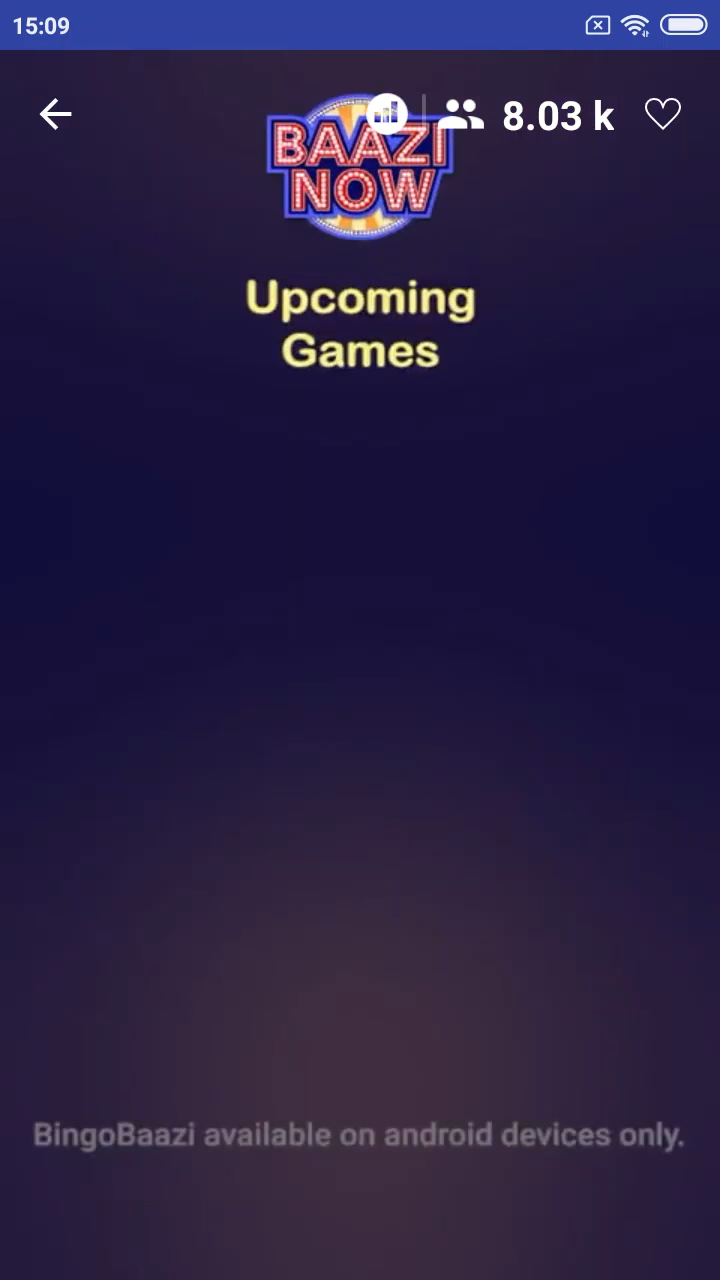 15:09
8.03 k
BAAZI
NOW
Upcoming
Games
BingoBaazi available on android devices only.